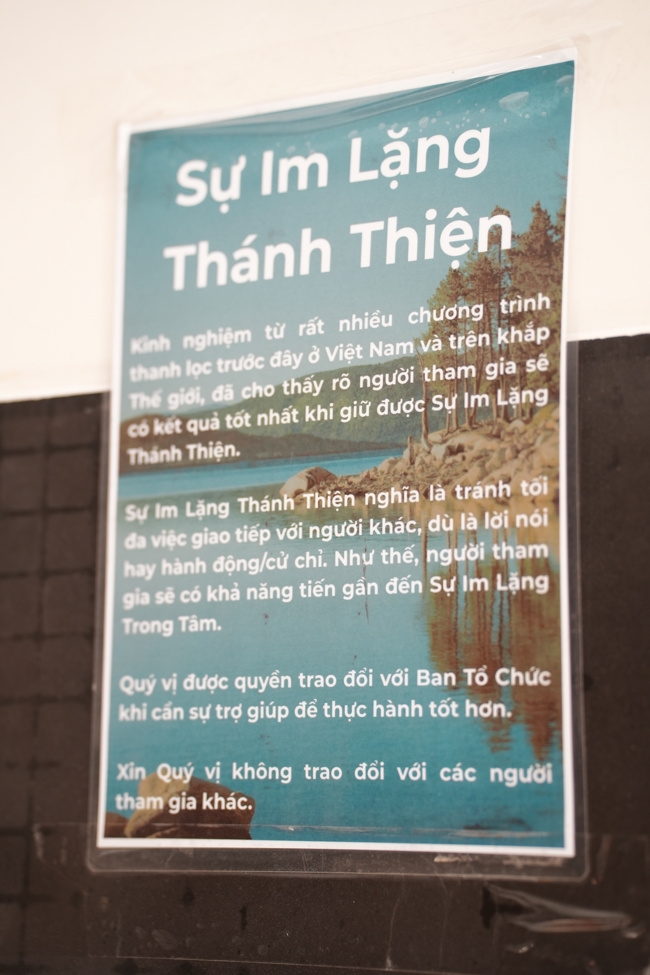 Sự Im Lặng
Thánh Thiện
Kinh nghiệm từ rất nhiều chương trình
thanh lọc trước đây ở Việt Nam và trên khắp
Thế giới, đã cho thấy rõ người tham gia sẽ
có kết quả tốt nhất khi giữ được Sự Im Lặng
Thánh Thiện.
Sự Im Lặng Thánh Thiện nghĩa là tránh tối
đa việc giao tiếp với người khác, dù là lời nói
hay hành động/cử chỉ. Như thế, người tham
gia sẽ có khả năng tiến gần đến Sự Im Lặng
Trong Tâm.
Quý vị được quyền trao đổi với Ban Tổ Chức
khi cần sự trợ giúp để thực hành tốt hơn.
Xin Quý vị không trao đổi với các người
tham gia khác.